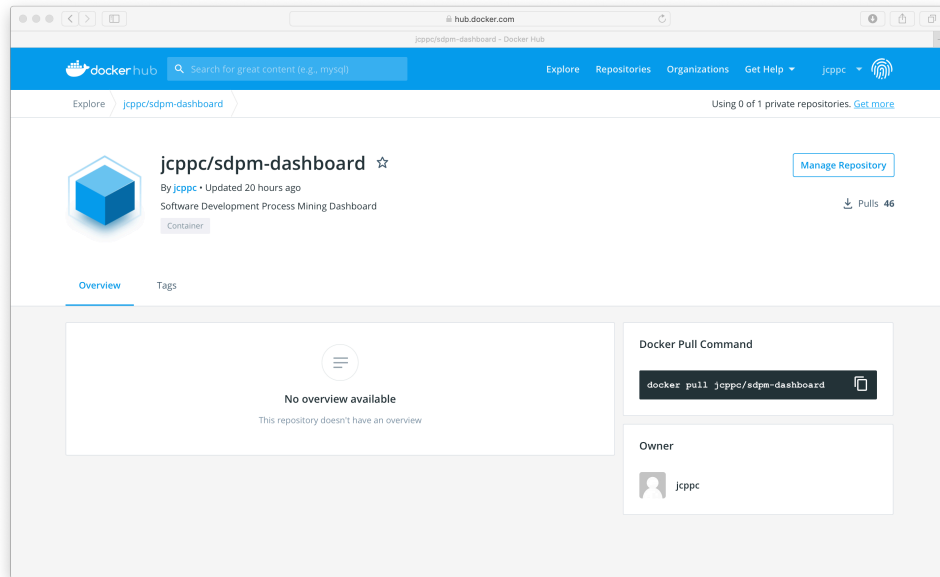 hub.docker.com
jcppc/sdpm-dashboard - Docker Hub
dockerhub Search for great content (e.g., mysql) Explore Repositories Organizations Get Help jcppc
Explore jcppc/sdpm-dashboard Using 0 of 1 private repositories. Get more
jcppc/sdpm-dashboard
Manage Repository
By jcppc • Updated 20 hours ago
Pulls 46
Software Development Process Mining Dashboard
Container
Overview Tags
No overview available
This repository doesn't have an overview
Docker Pull Command
docker pull jcppc/sdpm-dashboard
Owner
jcppc